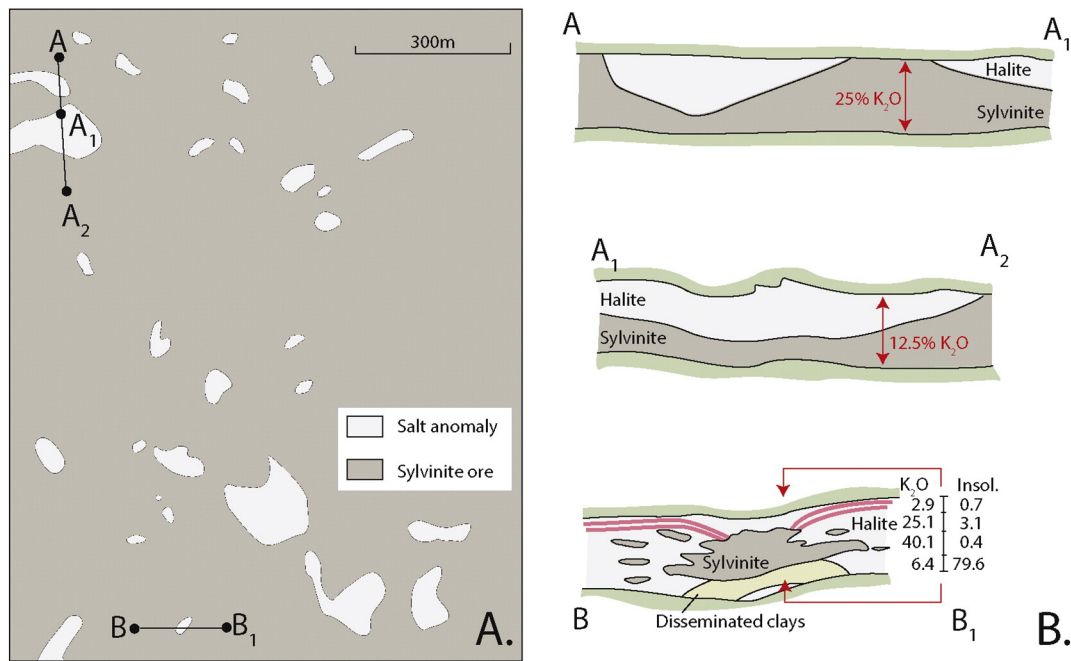 A
300m
A1
A2
Salt anomaly
Sylvinite ore
B
B1
A.
A
A1
Halite
25% K2O
Sylvinite
A1
A2
Halite
Sylvinite
12.5% K2O
K2O Insol.
2.9 0.7
Halite 25.1 3.1
40.1 0.4
Sylvinite 6.4 79.6
B
Disseminated clays
B1
B.